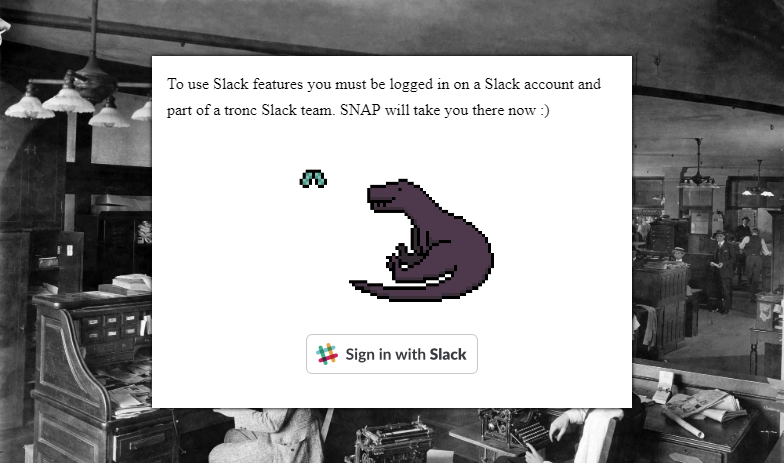 To use Slack features you must be logged in on a Slack account and
part of a tronc Slack team. SNAP will take you there now :)
Sign in with Slack